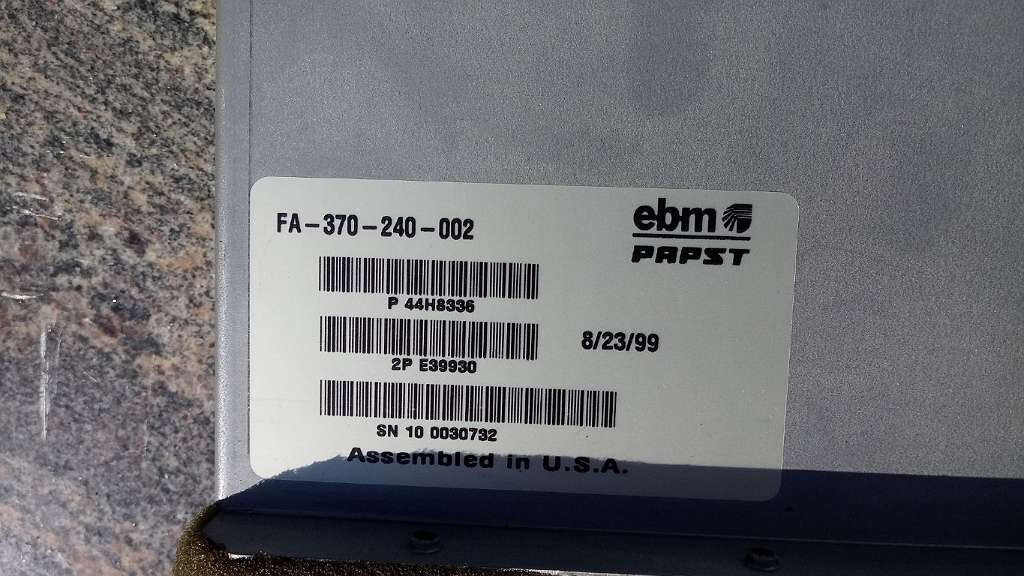 FA-370-240-002
ebm
PAPST
P 44H8336
8/23/99
2P E39930
SN 10 0030732
Assembled in U.S.A.